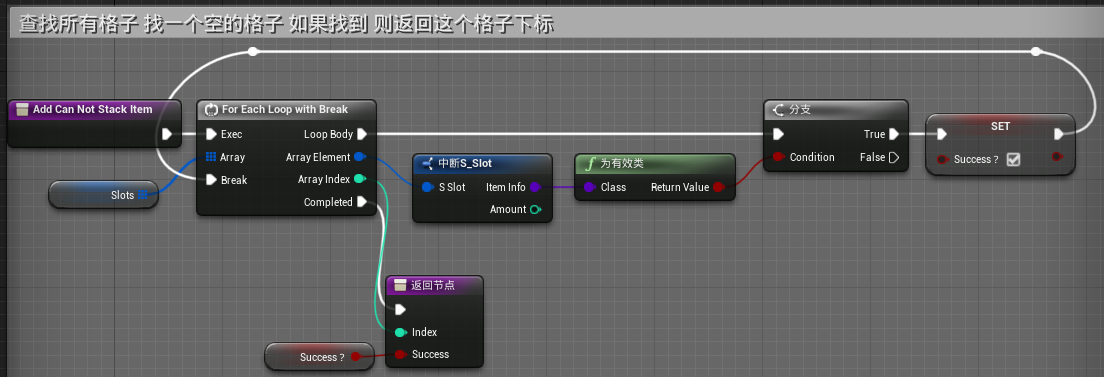 查找所有格子 找一个空的格子 如果找到 则返回这个格子下标
Add Can Not Stack Item
For Each Loop with Break
Exec
Loop Body
Array
Array Element
Break
Array Index
Completed
Slots
中断S_Slot
S Slot
Item Info
Amount
为有效类
Class
Return Value
分支
True
Condition
False
SET
Success ?
返回节点
Index
Success
Success ?